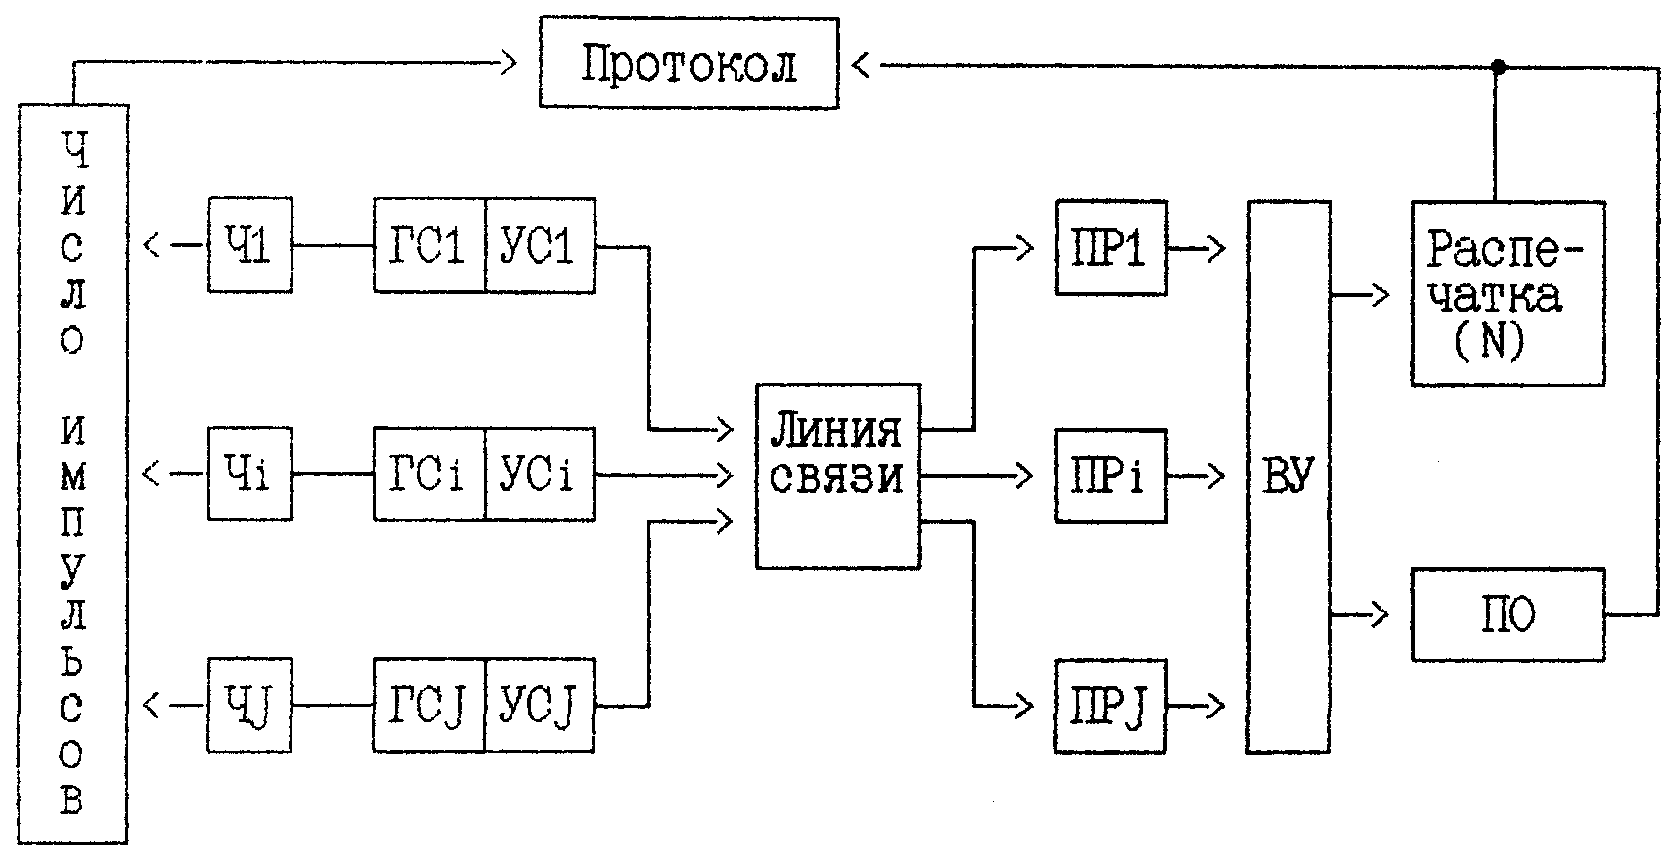 Протокол
Число импульсов
Ч1
ГС1
УС1
Чi
ГСi
УСi
Чj
ГСj
УСj
Линия
связи
ПР1
ПРi
ПРj
ВУ
Распе-
чатка
(N)
ПО